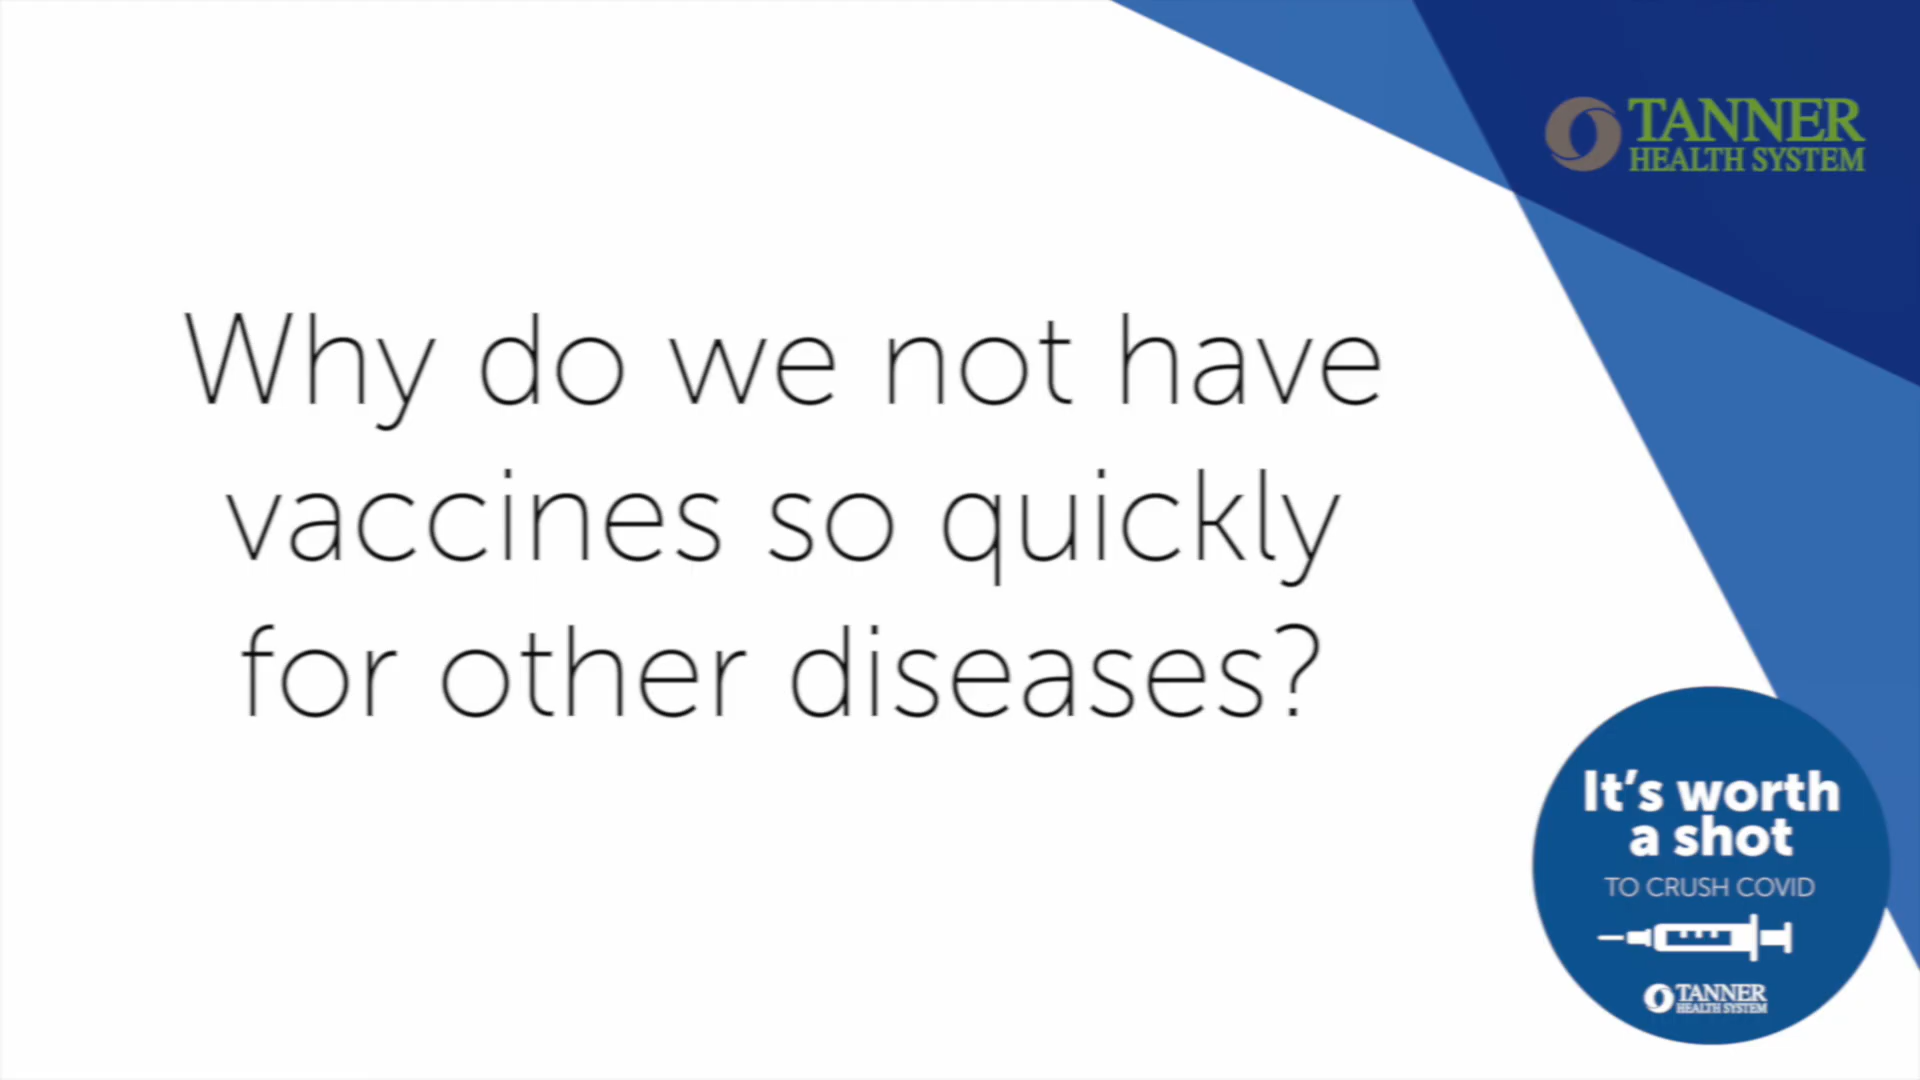 TANNER
HEALTH SYSTEM
Why do we not have
vaccines so quickly
for other diseases?
It's worth
a shot
TO CRUSH COVID
TANNER
HEALTH SYSTEM